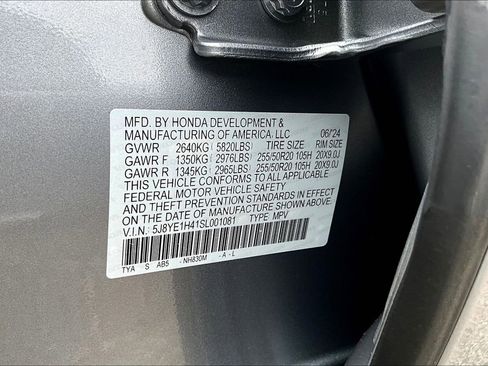 MFD. BY HONDA DEVELOPMENT &
MANUFACTURING OF AMERICA, LLC 06/'24
GVWR 2640KG( 5820LBS) TIRE SIZE RIM SIZE
GAWR F 1350KG( 2976LBS) 255/50R20 105H 20X9.0J
GAWR R 1345KG( 2965LBS) 255/50R20 105H 20X9.0J
THIS VEHICLE CONFORMS TO ALL APPLICABLE
FEDERAL MOTOR VEHICLE SAFETY
AND THEFT PREVENTION STANDARDS IN EFFECT
ON THE DATE OF MANUFACTURE SHOWN ABOVE.
V.I.N.: 5J8YE1H41SL001081 TYPE: MPV
TYA S AB5 - NH830M - A - L